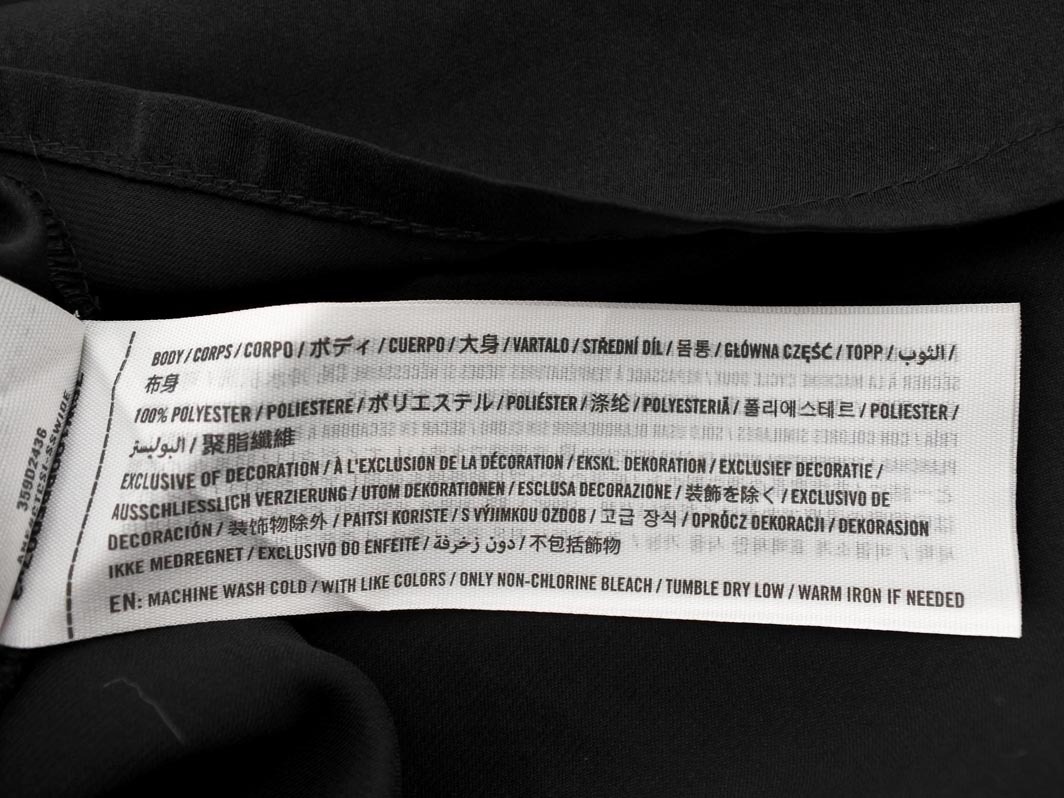 BODY / CORPS / CORPO / ボディ / CUERPO / 大身 / VARTALO / STŘEDNÍ DÍL / 몸통 / GŁÓWNA CZĘŚĆ / TOPP / الثوب /
布身
100% POLYESTER / POLIESTERE / ポリエステル / POLIÉSTER / 涤纶 / POLYESTERIÄ / 폴리에스테르 / POLIESTER /
البوليستر / 聚脂纖維
EXCLUSIVE OF DECORATION / À L'EXCLUSION DE LA DÉCORATION / EKSKL. DEKORATION / EXCLUSIEF DECORATIE /
AUSSCHLIESSLICH VERZIERUNG / UTOM DEKORATIONEN / ESCLUSA DECORAZIONE / 装飾を除く / EXCLUSIVO DE
DECORACIÓN / 装饰物除外 / PAITSI KORISTE / S VÝJIMKOU OZDOB / 고급 장식 / OPRÓCZ DEKORACJI / DEKORASJON
IKKE MEDREGNET / EXCLUSIVO DO ENFEITE / دون زخرفة / 不包括飾物
EN: MACHINE WASH COLD / WITH LIKE COLORS / ONLY NON-CHLORINE BLEACH / TUMBLE DRY LOW / WARM IRON IF NEEDED
35902436